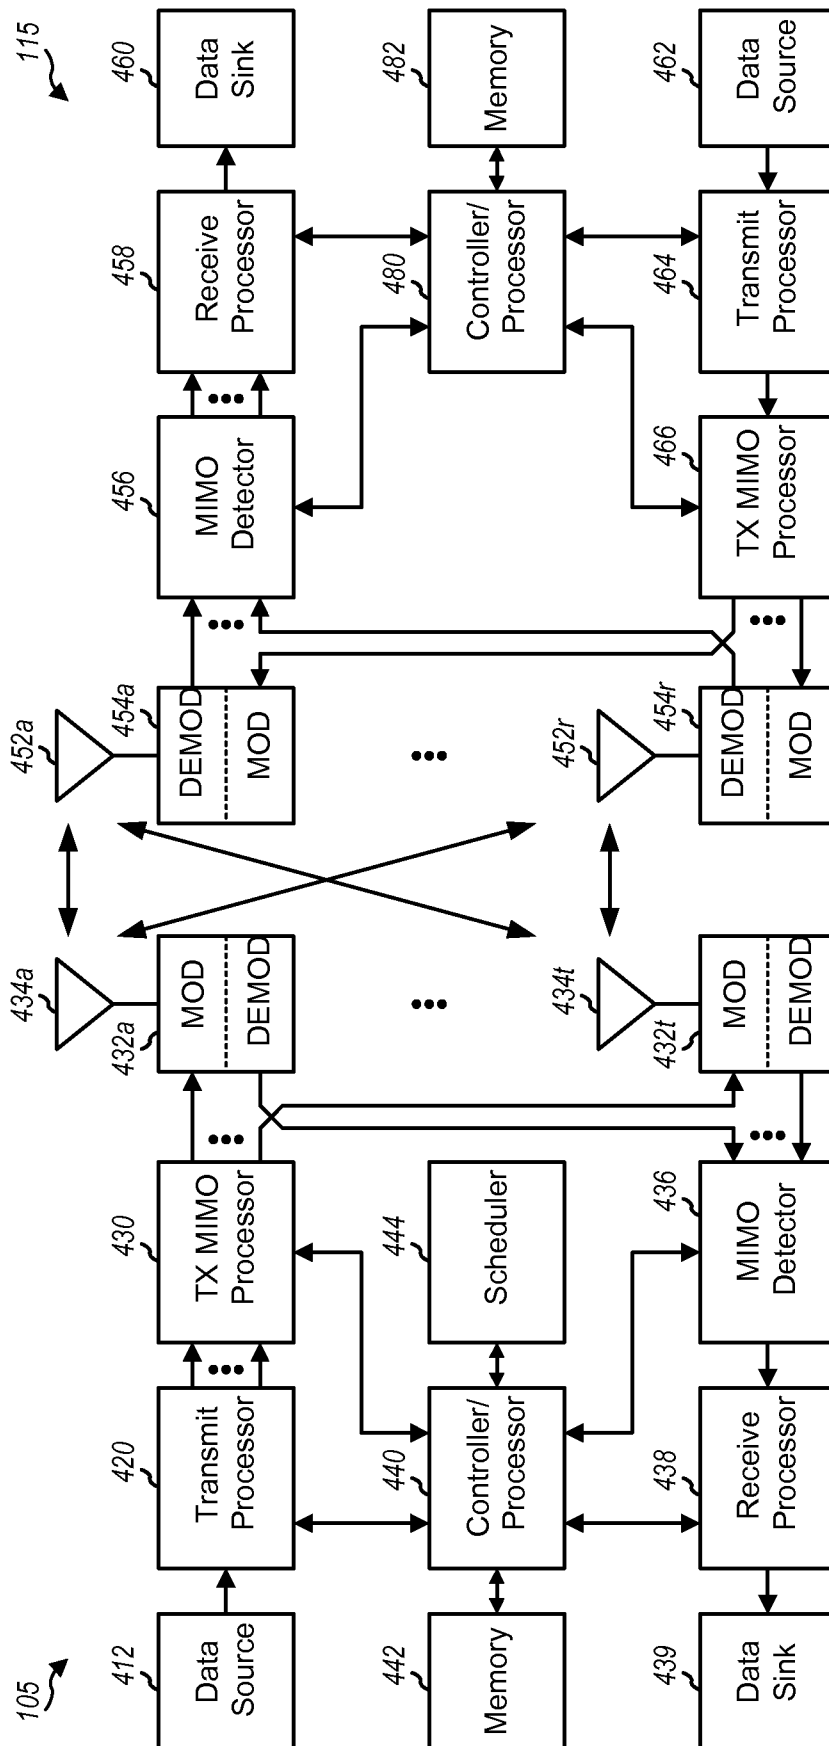 105
115
412
Data
Source
420
Transmit
Processor
430
TX MIMO
Processor
432a
MOD
DEMOD
434a
452a
454a
DEMOD
MOD
456
MIMO
Detector
458
Receive
Processor
460
Data
Sink
442
Memory
440
Controller/
Processor
444
Scheduler
480
Controller/
Processor
482
Memory
439
Data
Sink
438
Receive
Processor
436
MIMO
Detector
432t
MOD
DEMOD
434t
452r
454r
DEMOD
MOD
466
TX MIMO
Processor
464
Transmit
Processor
462
Data
Source